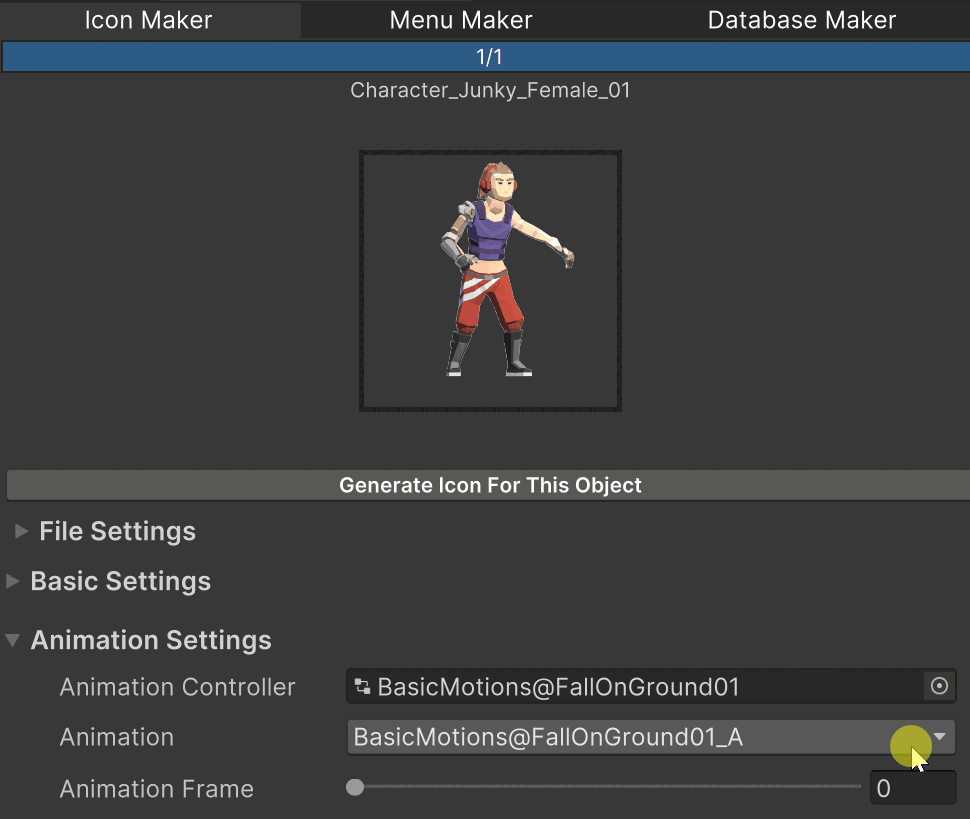 Icon Maker Menu Maker Database Maker
1/1
Character_Junky_Female_01
Generate Icon For This Object
File Settings
Basic Settings
Animation Settings
Animation Controller BasicMotions@FallOnGround01
Animation BasicMotions@FallOnGround01_A
Animation Frame 0